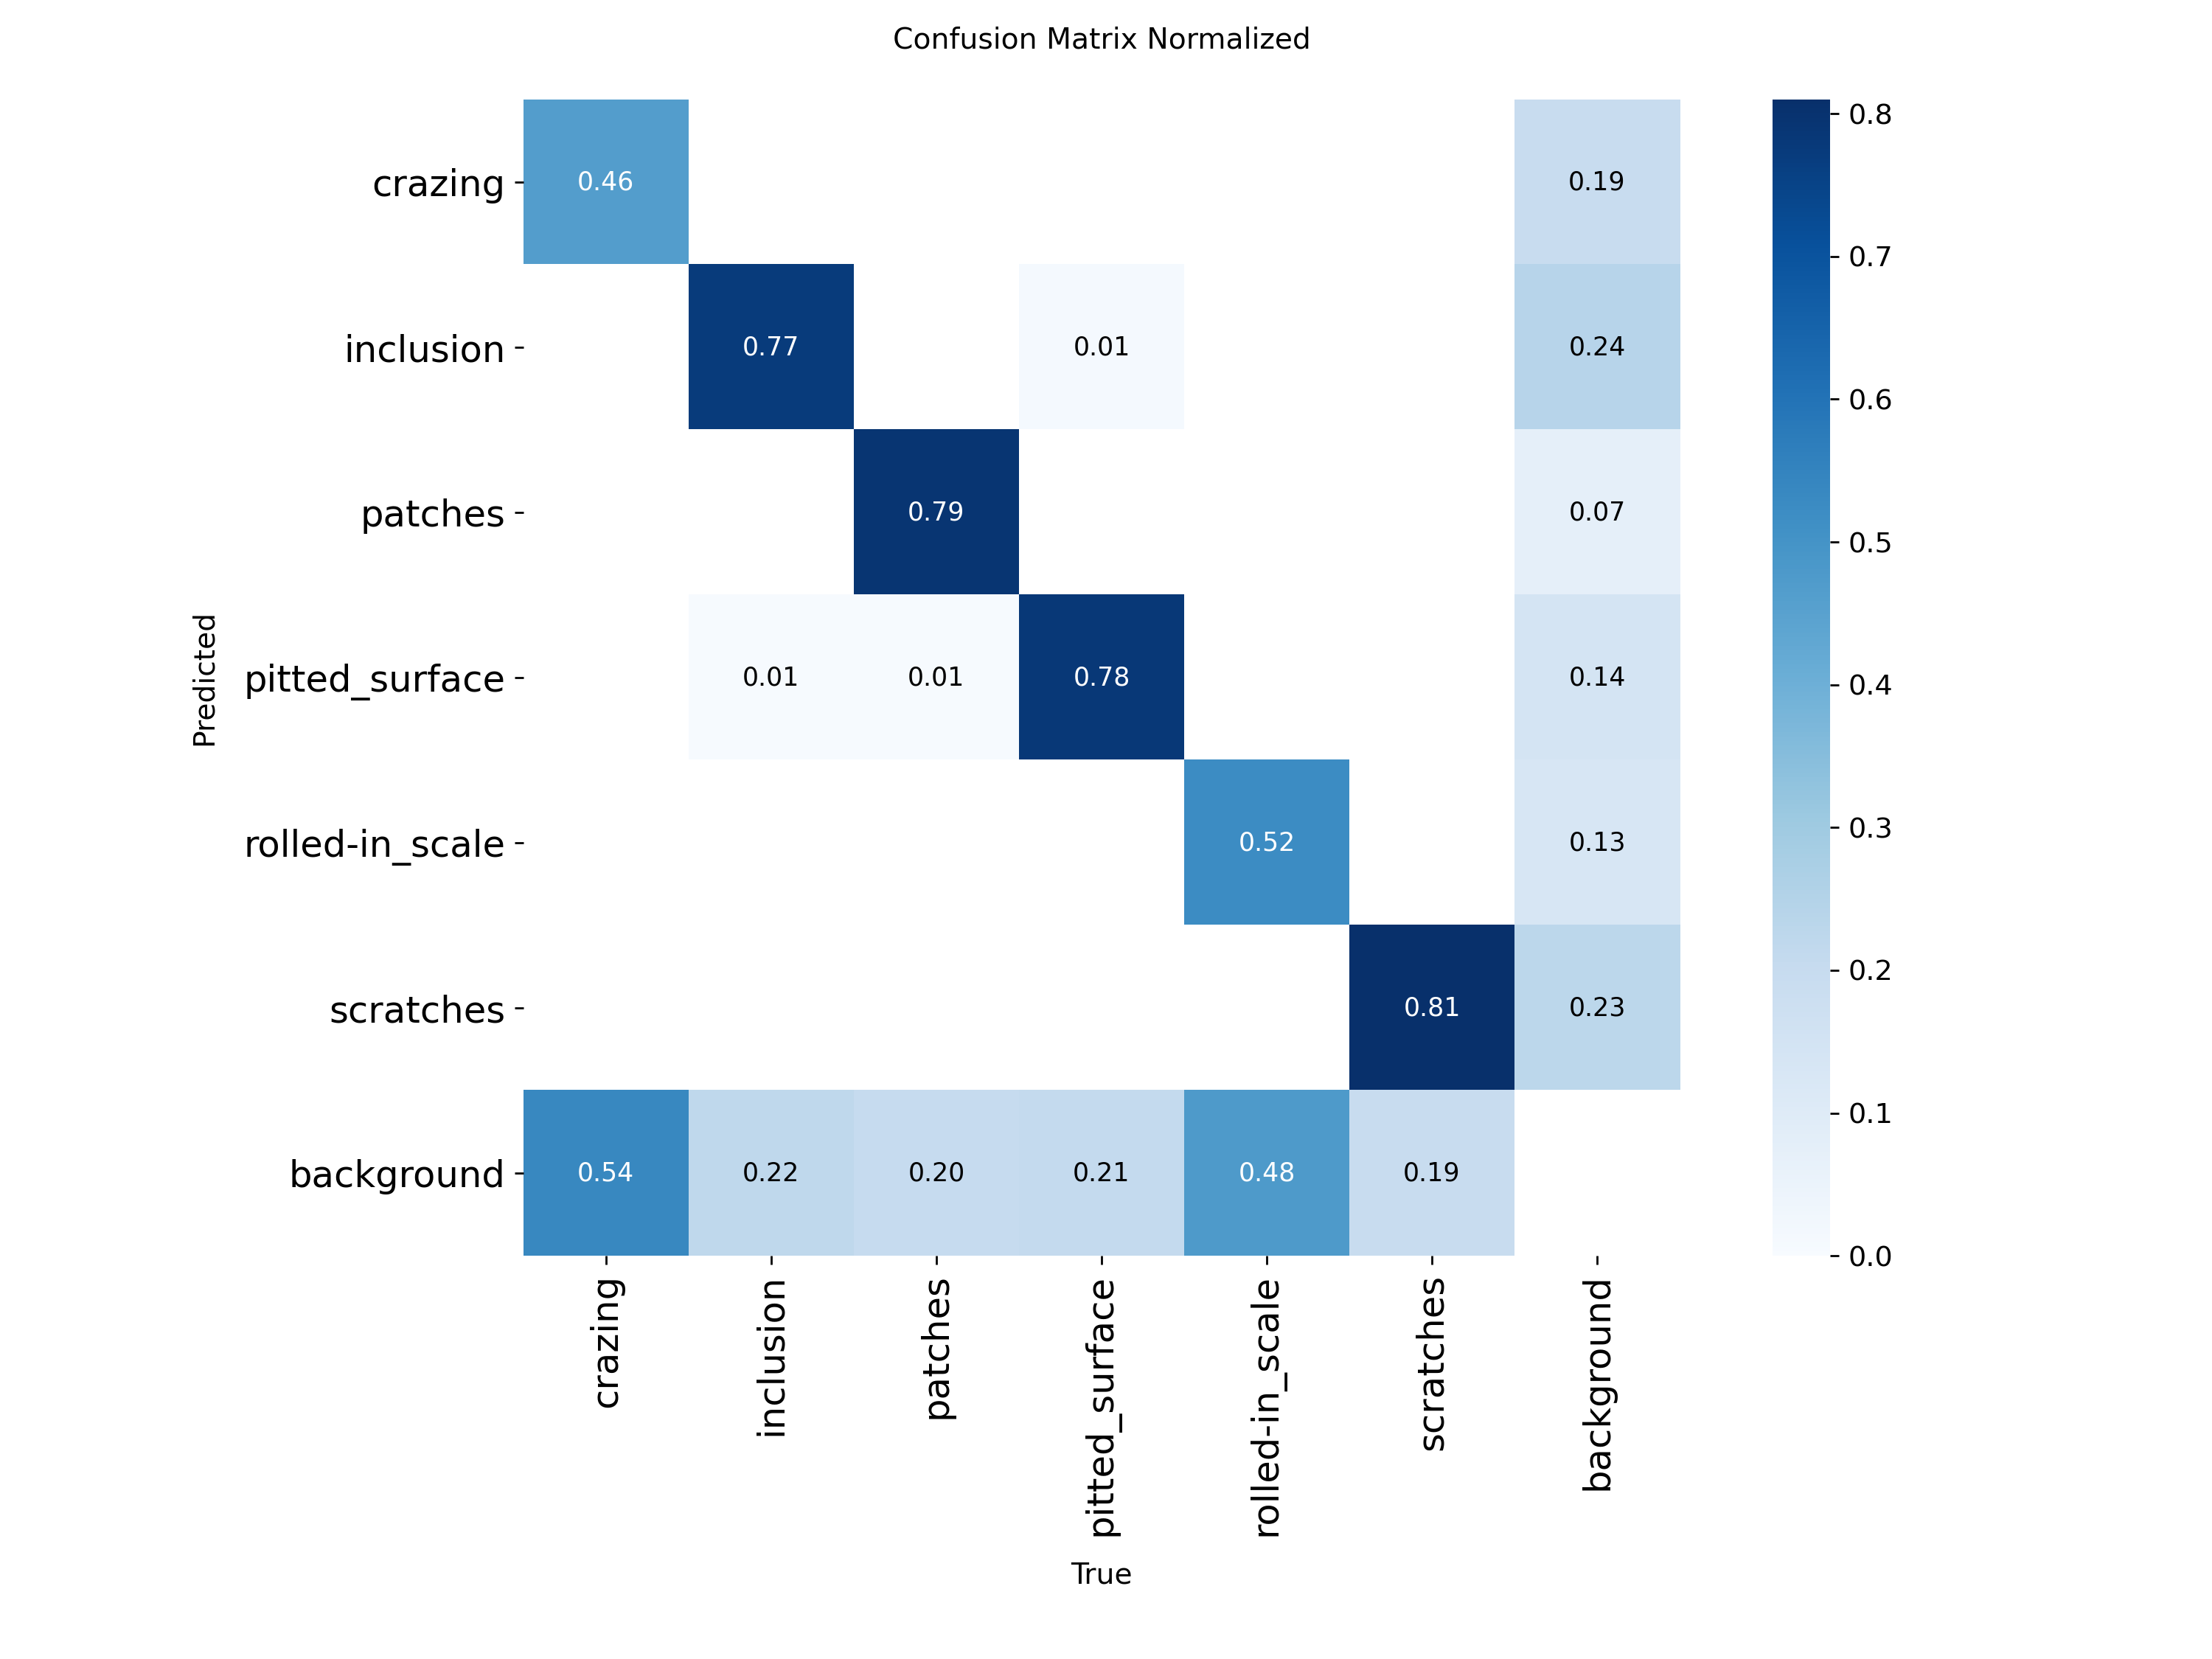 Confusion Matrix Normalized
crazing
0.46
0.19
0.8
0.7
inclusion
0.77
0.01
0.24
0.6
patches
0.79
0.07
0.5
Predicted
pitted_surface
0.01
0.01
0.78
0.14
0.4
rolled-in_scale
0.52
0.13
0.3
0.2
scratches
0.81
0.23
0.1
background
0.54
0.22
0.20
0.21
0.48
0.19
0.0
crazing
inclusion
patches
pitted_surface
rolled-in_scale
scratches
background
True